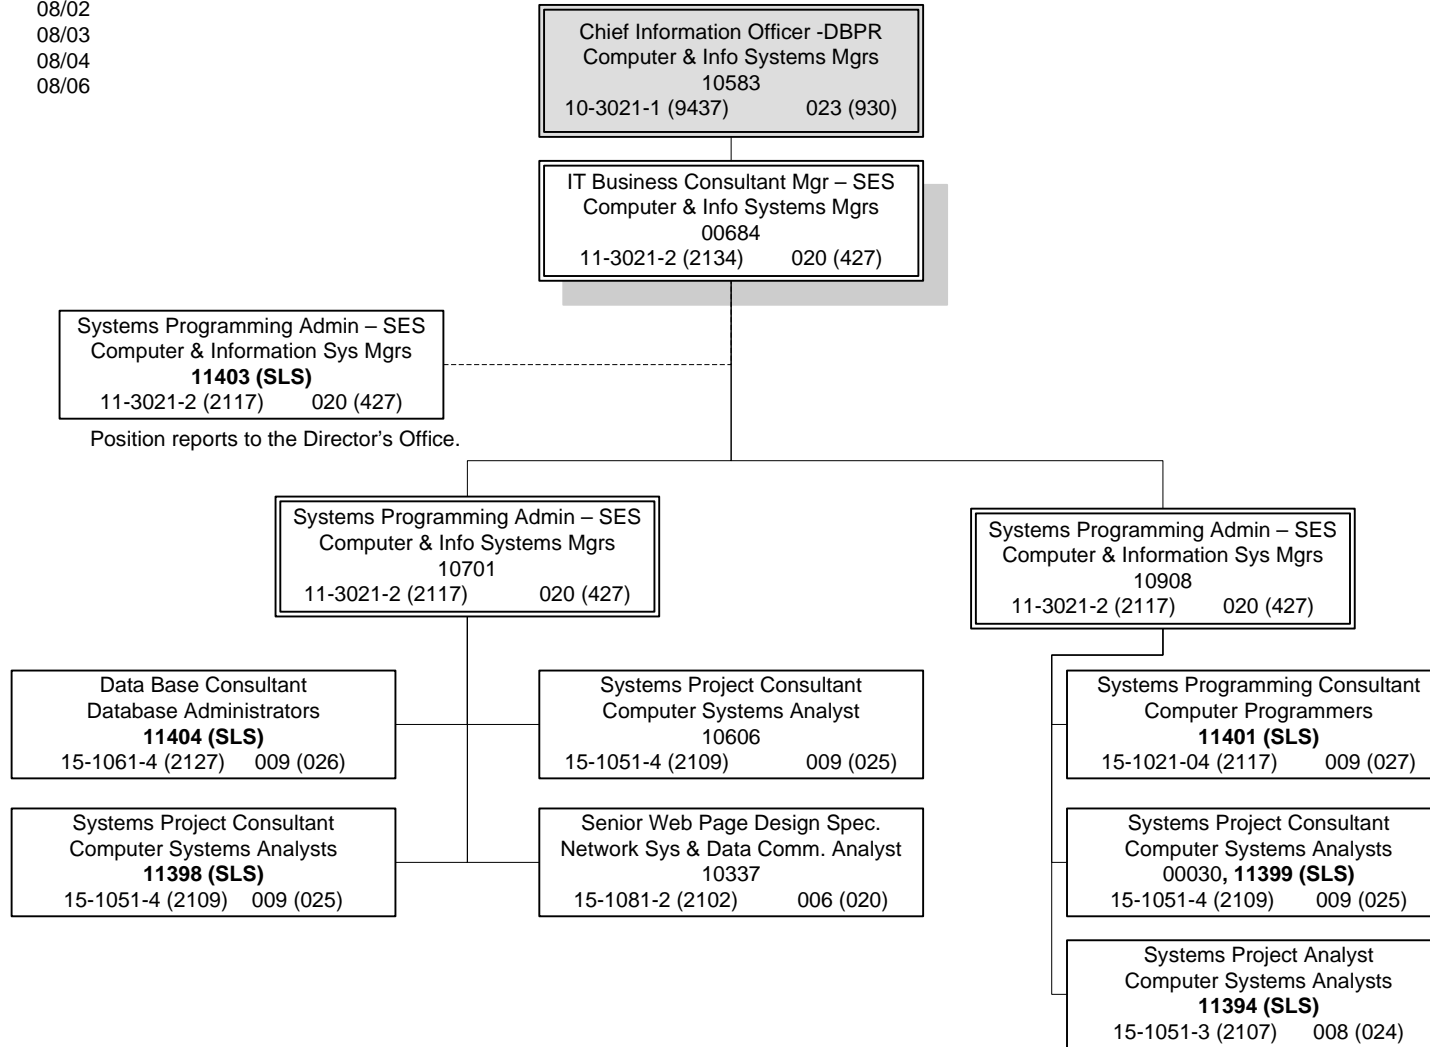 08/02
08/03
08/04
08/06
Chief Information Officer -DBPR
Computer & Info Systems Mgrs
10583
10-3021-1 (9437) 023 (930)
IT Business Consultant Mgr – SES
Computer & Info Systems Mgrs
00684
11-3021-2 (2134) 020 (427)
Systems Programming Admin – SES
Computer & Information Sys Mgrs
11403 (SLS)
11-3021-2 (2117) 020 (427)
Position reports to the Director's Office.
Systems Programming Admin – SES
Computer & Info Systems Mgrs
10701
11-3021-2 (2117) 020 (427)
Systems Programming Admin – SES
Computer & Information Sys Mgrs
10908
11-3021-2 (2117) 020 (427)
Data Base Consultant
Database Administrators
11404 (SLS)
15-1061-4 (2127) 009 (026)
Systems Project Consultant
Computer Systems Analyst
10606
15-1051-4 (2109) 009 (025)
Systems Programming Consultant
Computer Programmers
11401 (SLS)
15-1021-04 (2117) 009 (027)
Systems Project Consultant
Computer Systems Analysts
11398 (SLS)
15-1051-4 (2109) 009 (025)
Senior Web Page Design Spec.
Network Sys & Data Comm. Analyst
10337
15-1081-2 (2102) 006 (020)
Systems Project Consultant
Computer Systems Analysts
00030, 11399 (SLS)
15-1051-4 (2109) 009 (025)
Systems Project Analyst
Computer Systems Analysts
11394 (SLS)
15-1051-3 (2107) 008 (024)